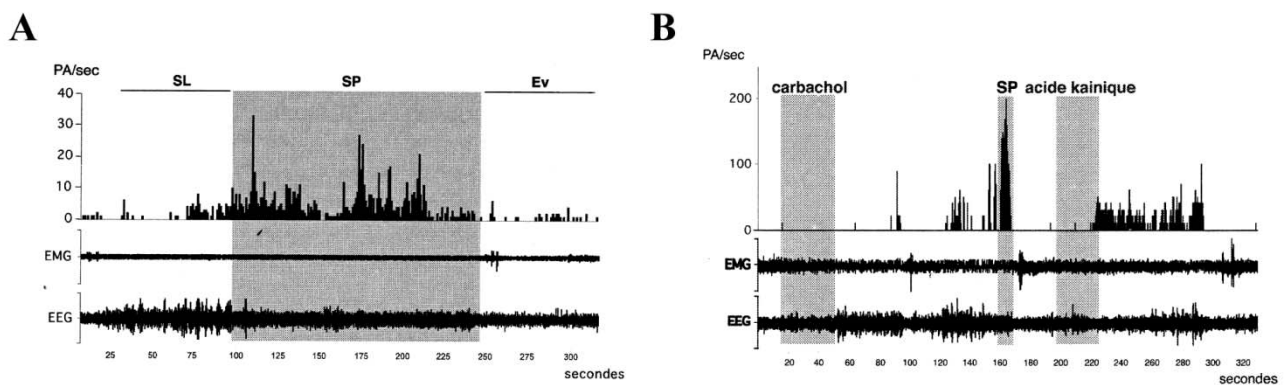 A
PA/sec
SL SP Ev
40
30
20
10
0
EMG
EEG
25 50 75 100 125 150 175 200 225 250 275 300
secondes
B
PA/sec
carbachol SP acide kainique
200
100
0
EMG
EEG
20 40 60 80 100 120 140 160 180 200 220 240 260 280 300 320
secondes